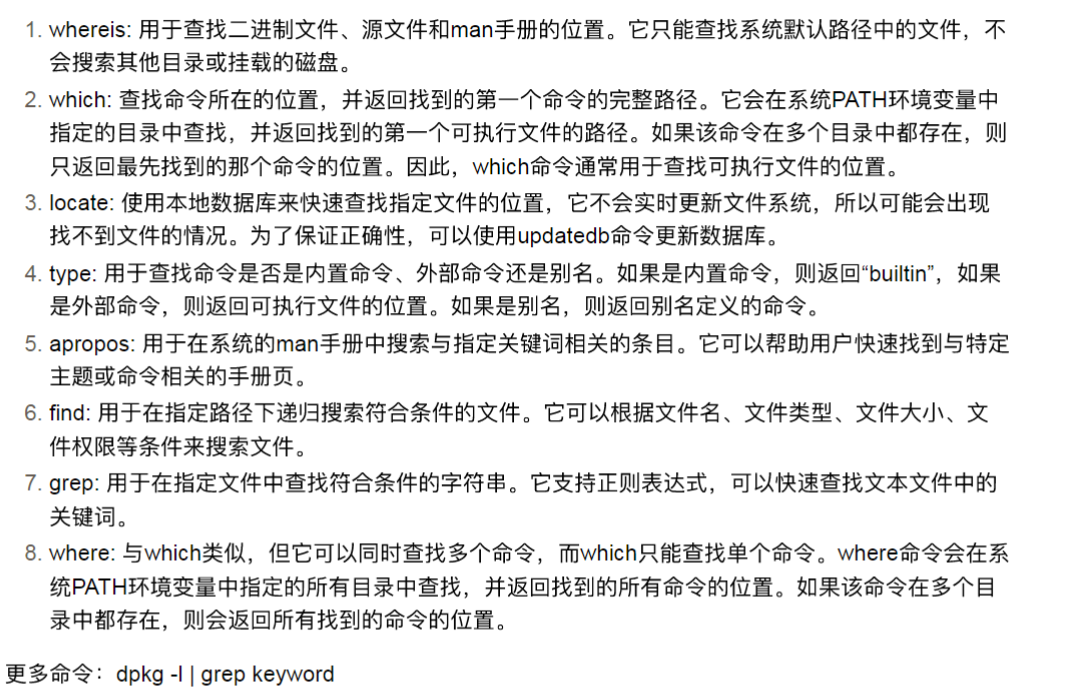 1. whereis: 用于查找二进制文件、源文件和man手册的位置。它只能查找系统默认路径中的文件，不
会搜索其他目录或挂载的磁盘。
2. which: 查找命令所在的位置，并返回找到的第一个命令的完整路径。它会在系统PATH环境变量中
指定的目录中查找，并返回找到的第一个可执行文件的路径。如果该命令在多个目录中都存在，则
只返回最先找到的那个命令的位置。因此，which命令通常用于查找可执行文件的位置。
3. locate: 使用本地数据库来快速查找指定文件的位置，它不会实时更新文件系统，所以可能会出现
找不到文件的情况。为了保证正确性，可以使用updatedb命令更新数据库。
4. type: 用于查找命令是否是内置命令、外部命令还是别名。如果是内置命令，则返回“builtin”，如果
是外部命令，则返回可执行文件的位置。如果是别名，则返回别名定义的命令。
5. apropos: 用于在系统的man手册中搜索与指定关键词相关的条目。它可以帮助用户快速找到与特定
主题或命令相关的手册页。
6. find: 用于在指定路径下递归搜索符合条件的文件。它可以根据文件名、文件类型、文件大小、文
件权限等条件来搜索文件。
7. grep: 用于在指定文件中查找符合条件的字符串。它支持正则表达式，可以快速查找文本文件中的
关键词。
8. where: 与which类似，但它可以同时查找多个命令，而which只能查找单个命令。where命令会在系
统PATH环境变量中指定的所有目录中查找，并返回找到的所有命令的位置。如果该命令在多个目
录中都存在，则会返回所有找到的命令的位置。
更多命令：dpkg -l | grep keyword